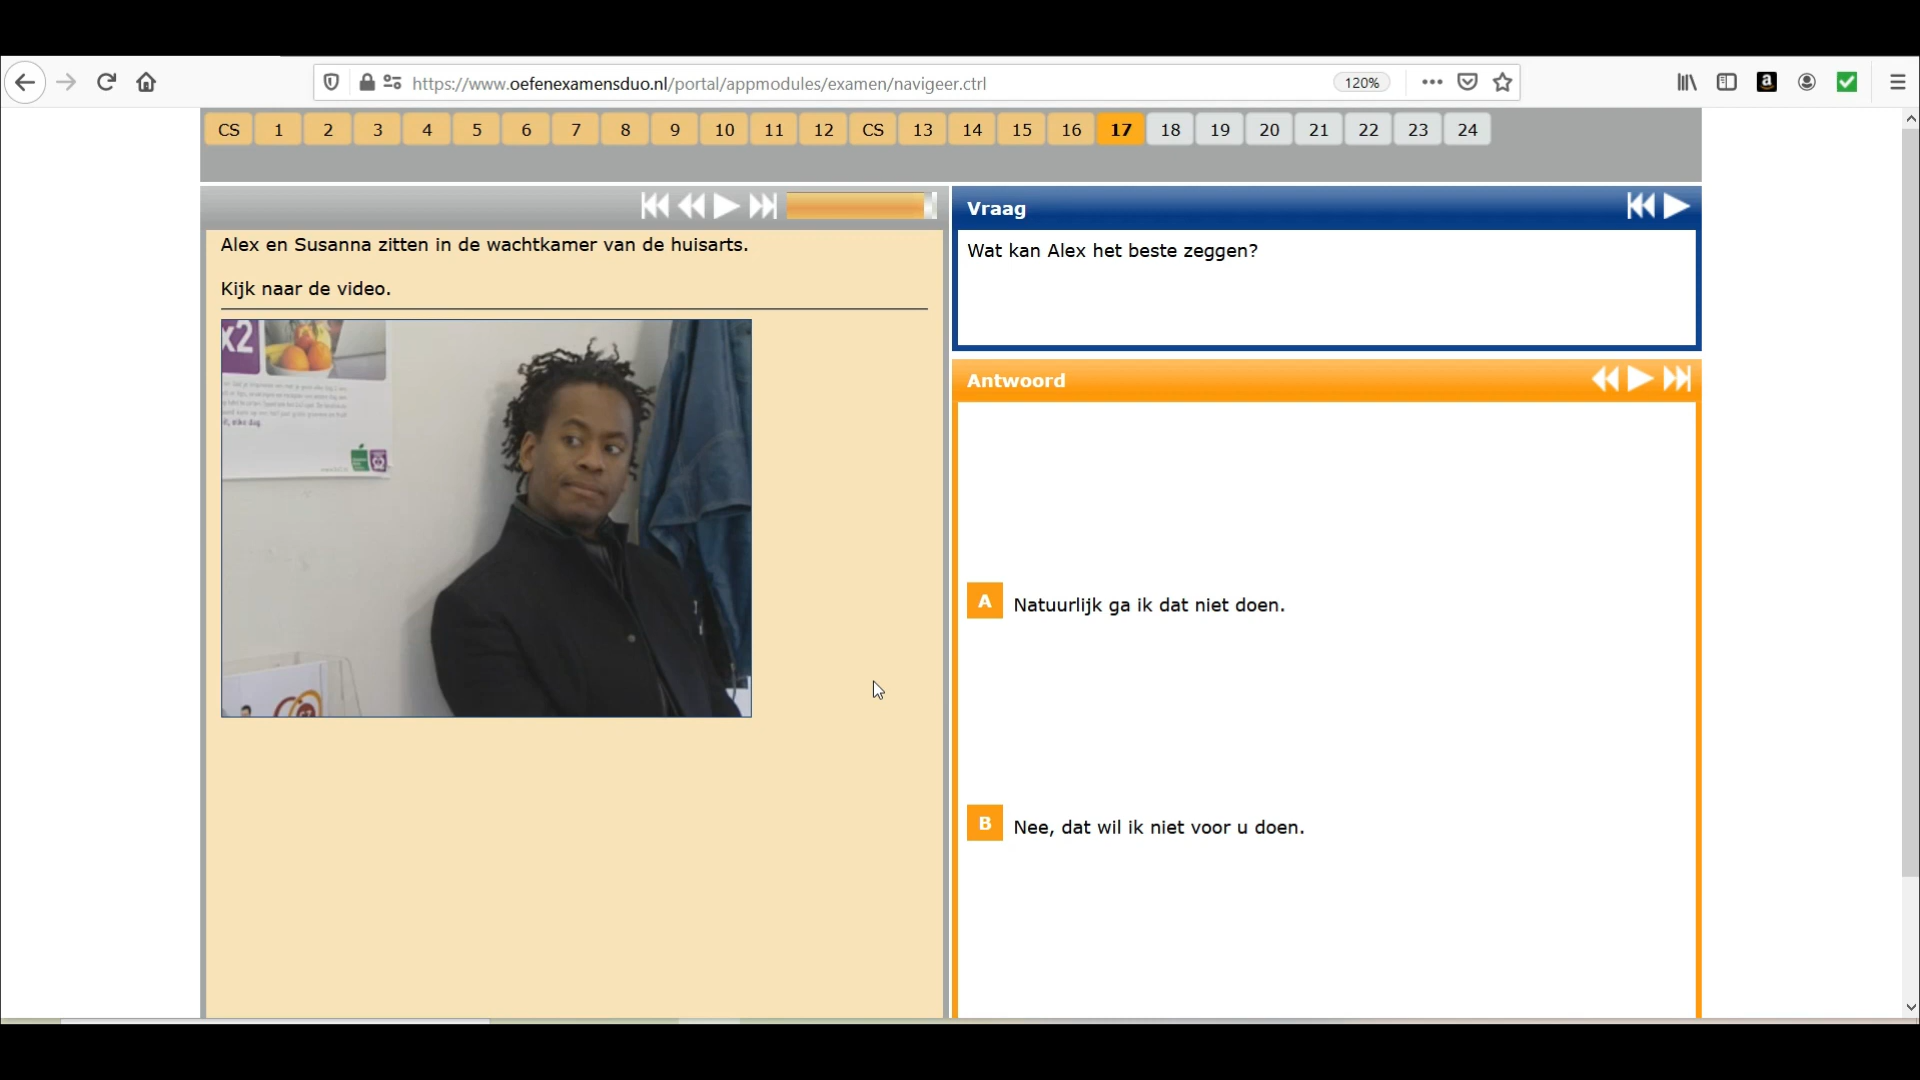 https://www.oefenexamensduo.nl/portal/appmodules/examen/navigeer.ctrl
120%
CS 1 2 3 4 5 6 7 8 9 10 11 12 CS 13 14 15 16 17 18 19 20 21 22 23 24
Alex en Susanna zitten in de wachtkamer van de huisarts.
Kijk naar de video.
x2
Vraag
Wat kan Alex het beste zeggen?
Antwoord
A Natuurlijk ga ik dat niet doen.
B Nee, dat wil ik niet voor u doen.